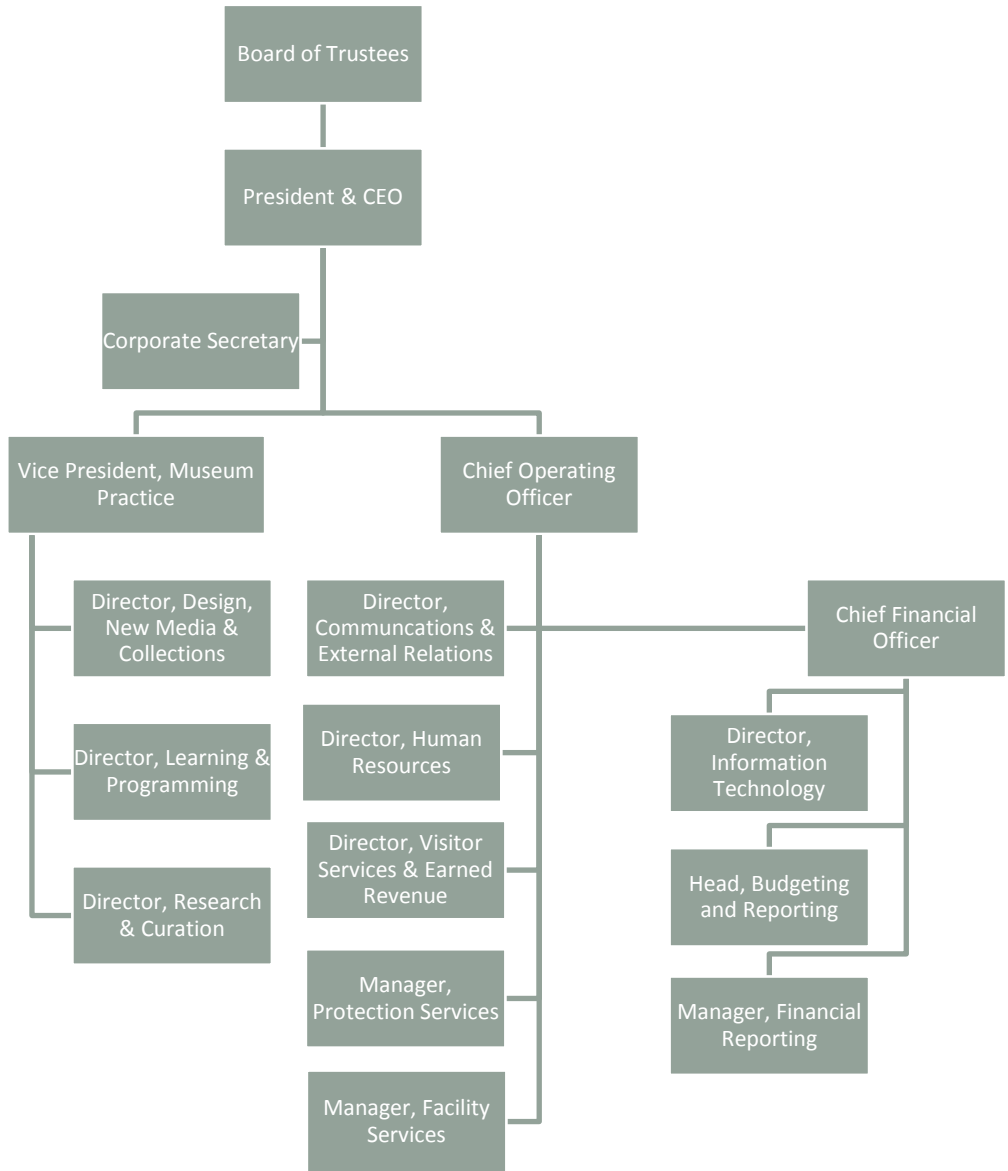 Board of Trustees
President & CEO
Corporate Secretary
Vice President, Museum
Practice
Chief Operating
Officer
Director, Design,
New Media &
Collections
Director, Learning &
Programming
Director, Research
& Curation
Director,
Communcations &
External Relations
Director, Human
Resources
Director, Visitor
Services & Earned
Revenue
Manager,
Protection Services
Manager, Facility
Services
Chief Financial
Officer
Director,
Information
Technology
Head, Budgeting
and Reporting
Manager, Financial
Reporting